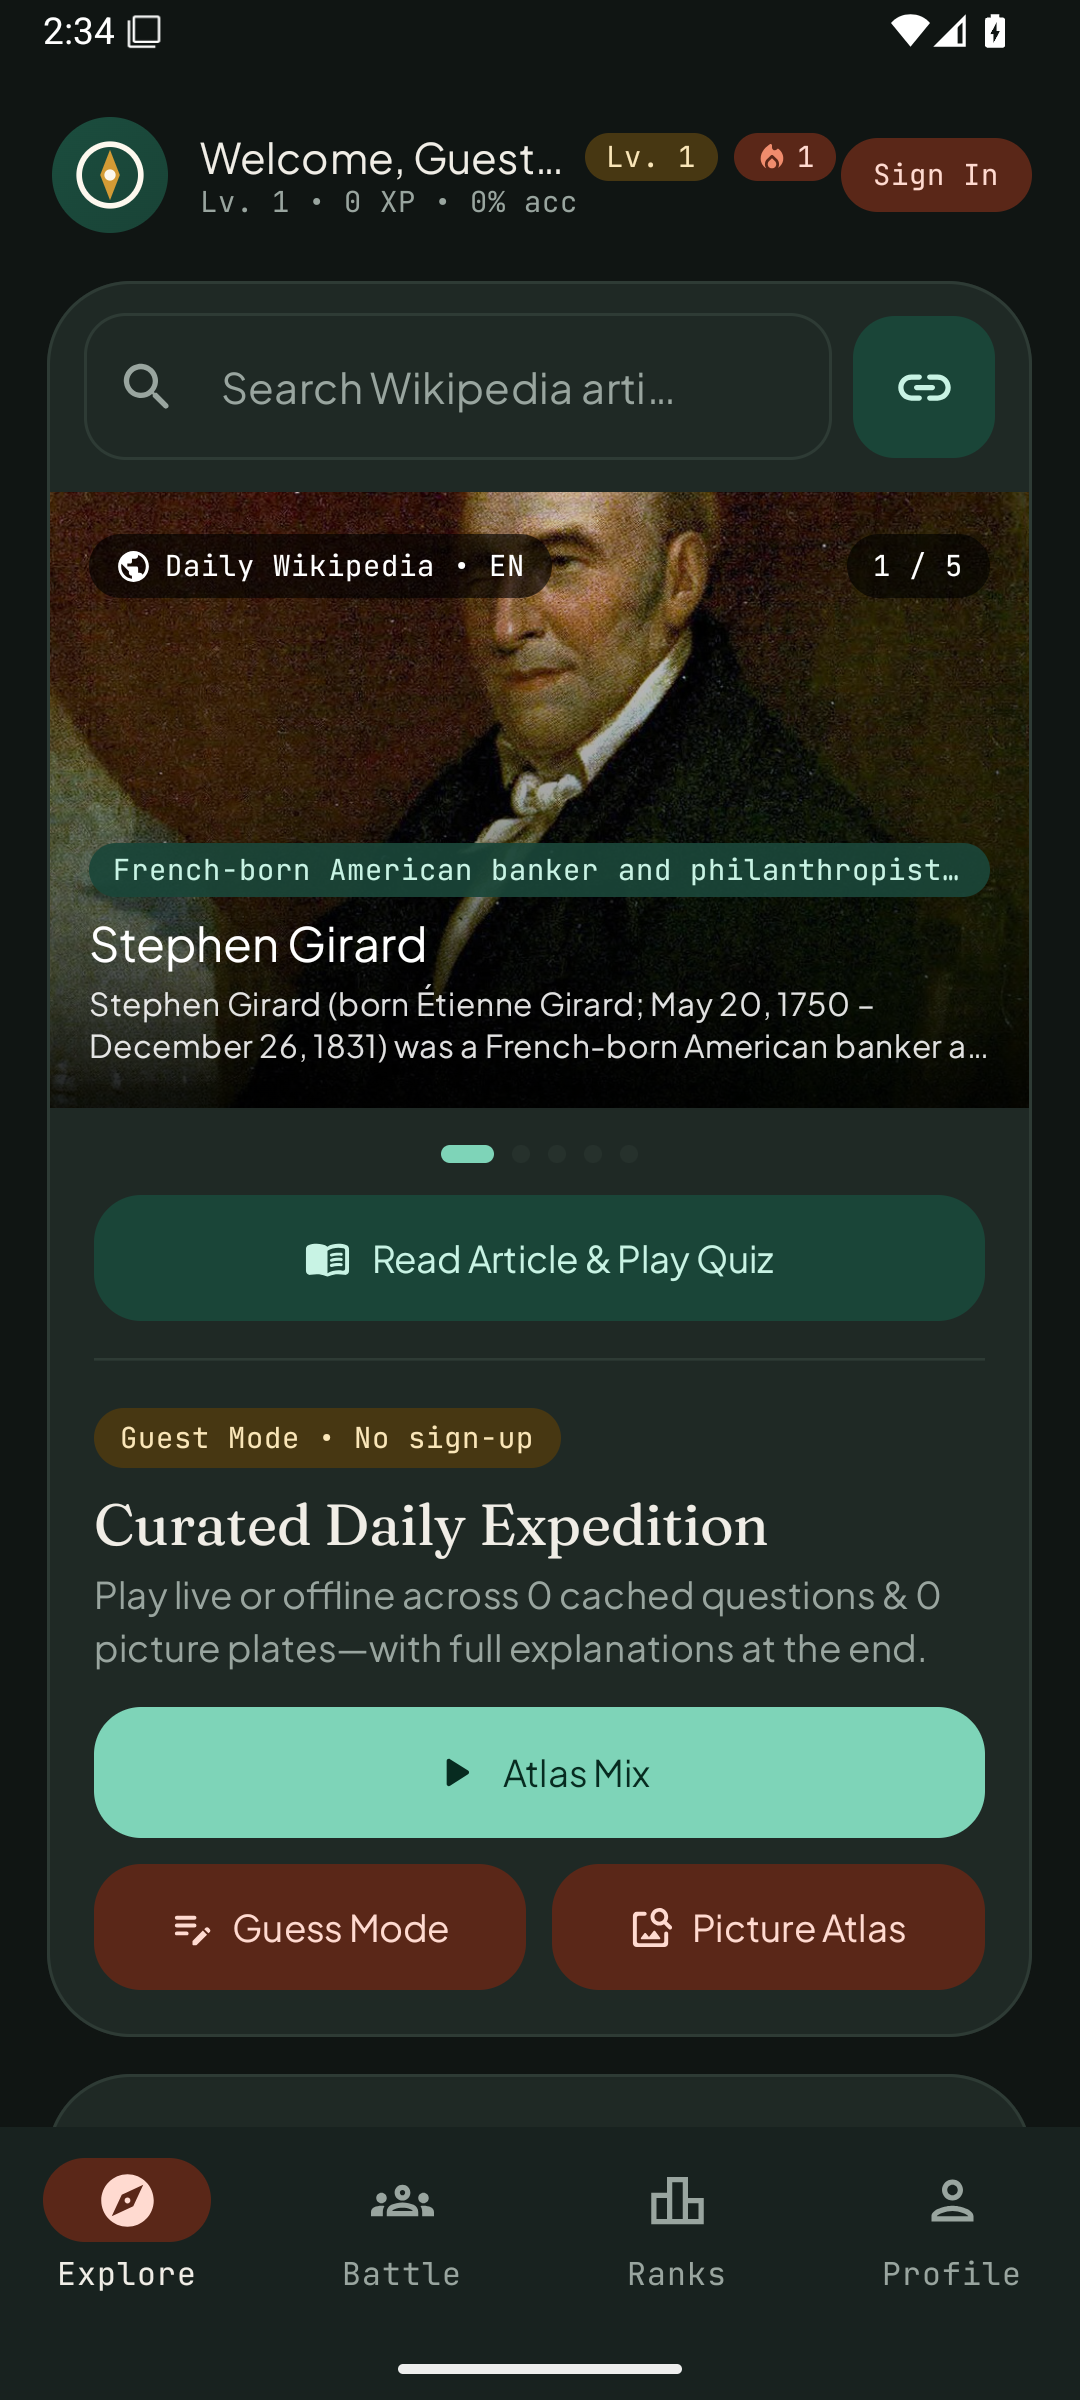 2:34
Welcome, Guest...
Lv. 1
1
Sign In
Lv. 1 • 0 XP • 0% acc
Search Wikipedia arti...
Daily Wikipedia • EN
1 / 5
French-born American banker and philanthropist…
Stephen Girard
Stephen Girard (born Étienne Girard; May 20, 1750 –
December 26, 1831) was a French-born American banker a...
Read Article & Play Quiz
Guest Mode • No sign-up
Curated Daily Expedition
Play live or offline across 0 cached questions & 0
picture plates—with full explanations at the end.
Atlas Mix
Guess Mode
Picture Atlas
Explore
Battle
Ranks
Profile